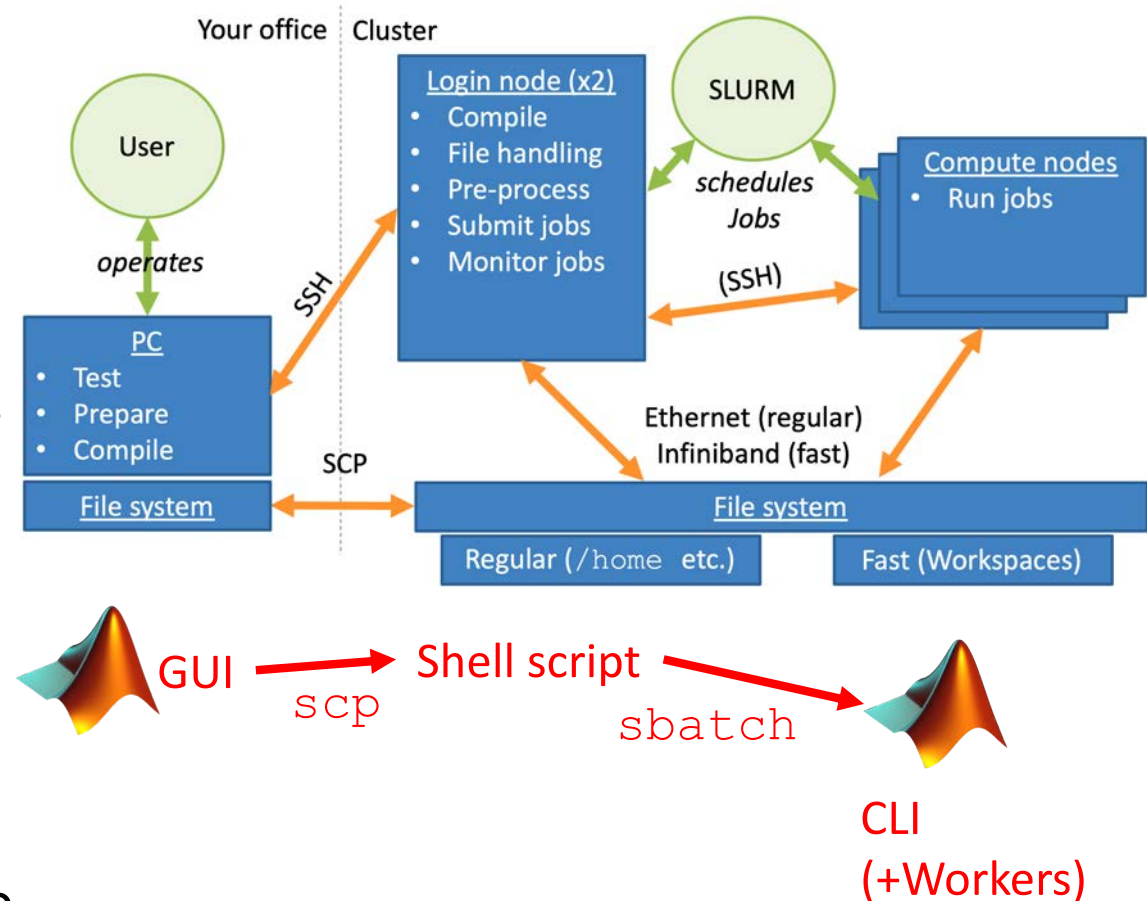 Your office
Cluster
User
operates
PC
• Test
• Prepare
• Compile
File system
SSH
SCP
Login node (x2)
• Compile
• File handling
• Pre-process
• Submit jobs
• Monitor jobs
SLURM
schedules
Jobs
(SSH)
Compute nodes
• Run jobs
Ethernet (regular)
Infiniband (fast)
File system
Regular (/home etc.)
Fast (Workspaces)
GUI
scp
Shell script
sbatch
CLI
(+Workers)